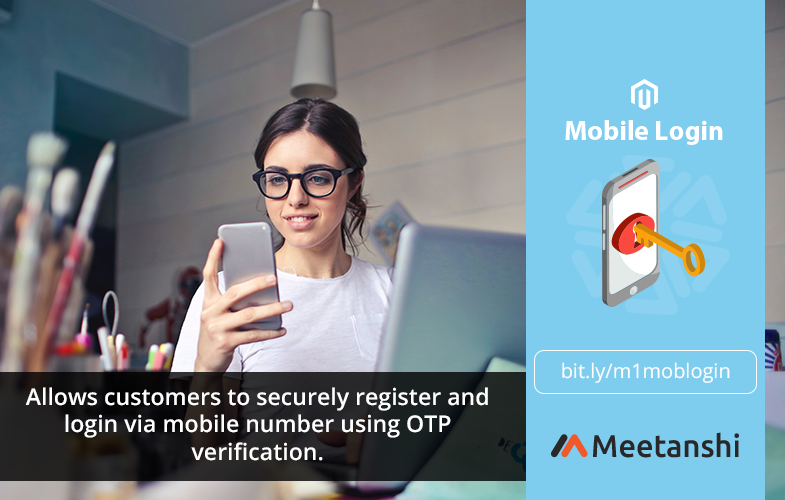 Mobile Login
bit.ly/m1moblogin
Meetanshi
Allows customers to securely register and
login via mobile number using OTP
verification.